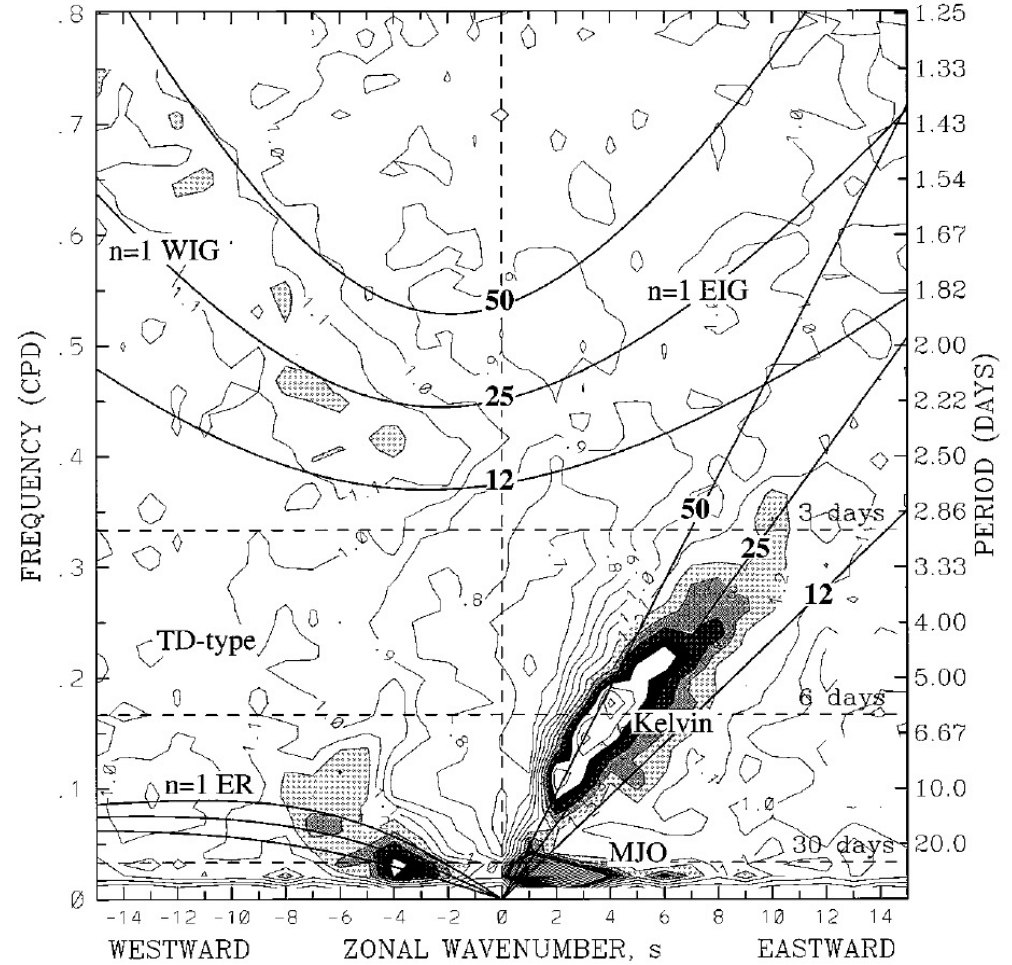 .8
.7
.6
.5
.4
.3
.2
.1
0
FREQUENCY (CPD)
1.25
1.33
1.43
1.54
1.67
1.82
2.00
2.22
2.50
2.86
3.33
4.00
5.00
6.67
10.0
20.0
PERIOD (DAYS)
n=1 WIG
n=1 EIG
50
25
12
50
25
12
3 days
TD-type
6 days
Kelvin
n=1 ER
1.0
MJO
30 days
-14 -12 -10 -8 -6 -4 -2 0 2 4 6 8 10 12 14
WESTWARD ZONAL WAVENUMBER, s EASTWARD